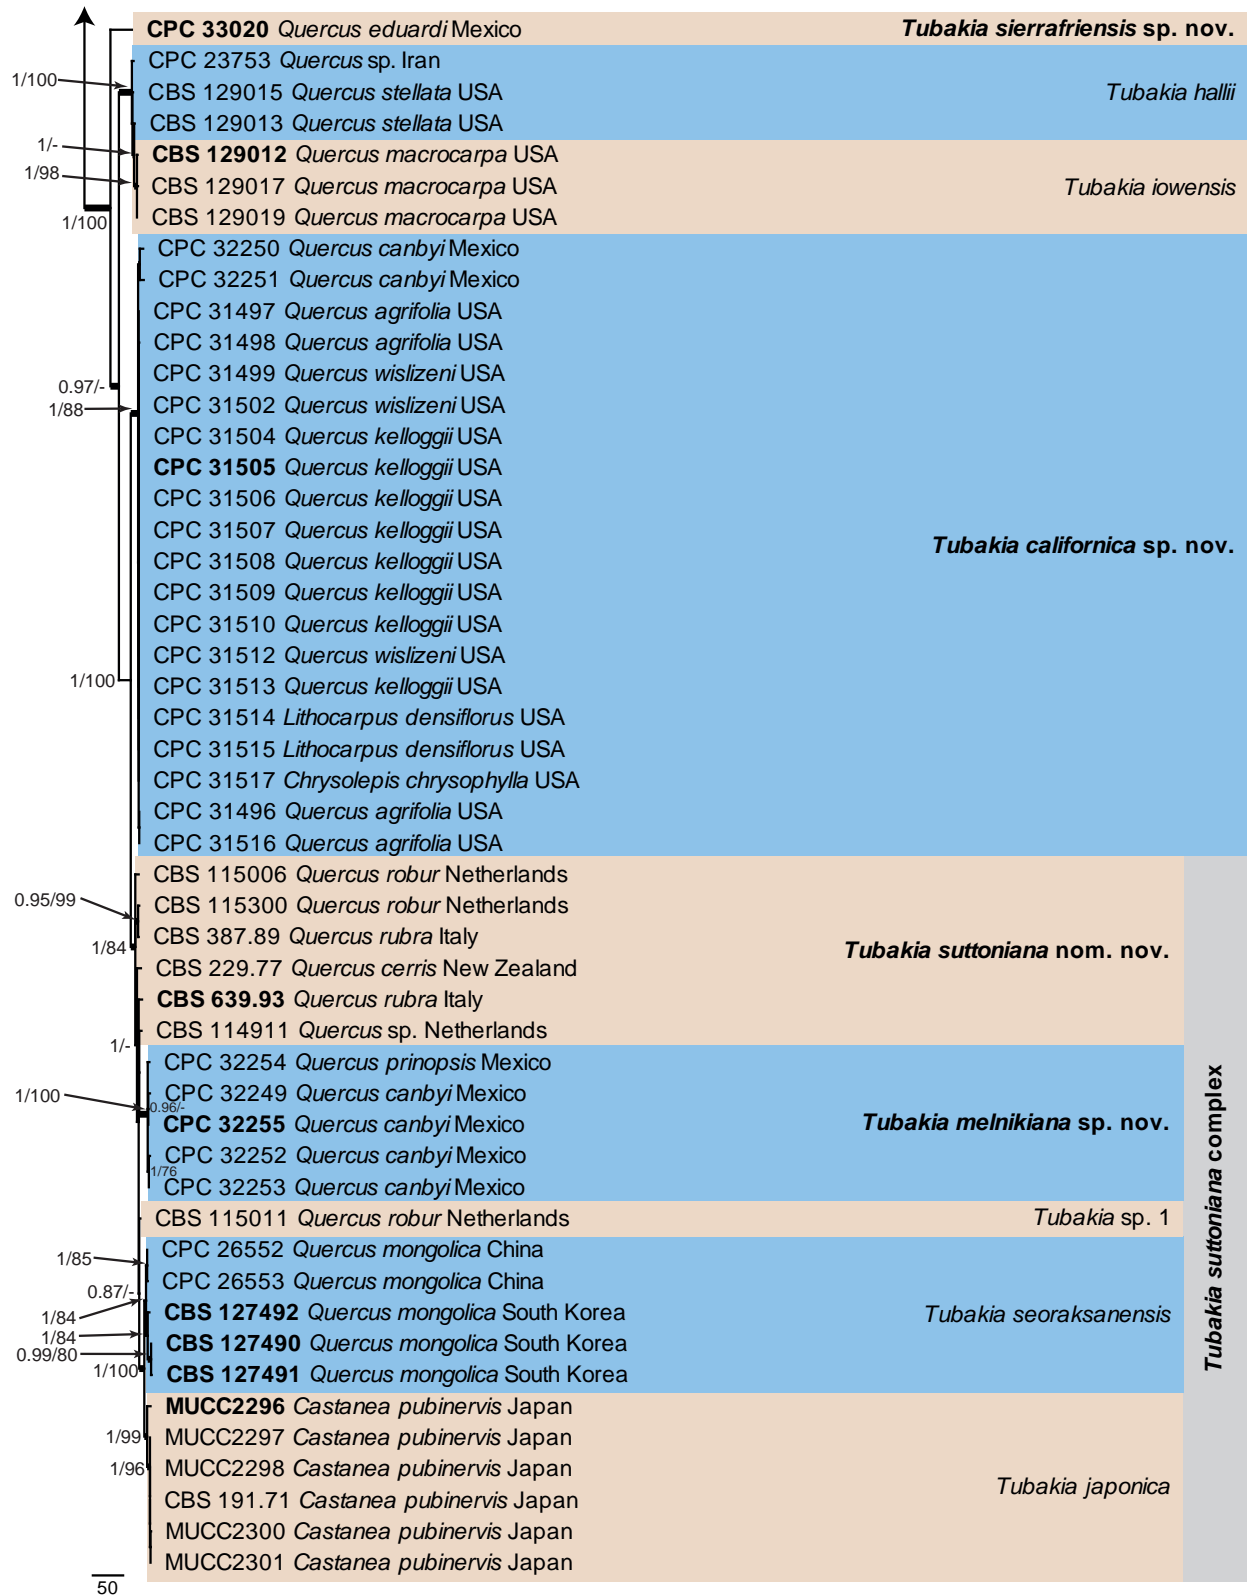 CPC 33020 Quercus eduardi Mexico
Tubakia sierrafriensis sp. nov.
CPC 23753 Quercus sp. Iran
1/100
CBS 129015 Quercus stellata USA
Tubakia hallii
CBS 129013 Quercus stellata USA
1/-
CBS 129012 Quercus macrocarpa USA
1/98
CBS 129017 Quercus macrocarpa USA
Tubakia iowensis
CBS 129019 Quercus macrocarpa USA
1/100
CPC 32250 Quercus canbyi Mexico
CPC 32251 Quercus canbyi Mexico
CPC 31497 Quercus agrifolia USA
CPC 31498 Quercus agrifolia USA
CPC 31499 Quercus wislizeni USA
0.97/-
CPC 31502 Quercus wislizeni USA
1/88
CPC 31504 Quercus kelloggii USA
CPC 31505 Quercus kelloggii USA
CPC 31506 Quercus kelloggii USA
CPC 31507 Quercus kelloggii USA
Tubakia californica sp. nov.
CPC 31508 Quercus kelloggii USA
CPC 31509 Quercus kelloggii USA
CPC 31510 Quercus kelloggii USA
CPC 31512 Quercus wislizeni USA
1/100
CPC 31513 Quercus kelloggii USA
CPC 31514 Lithocarpus densiflorus USA
CPC 31515 Lithocarpus densiflorus USA
CPC 31517 Chrysolepis chrysophylla USA
CPC 31496 Quercus agrifolia USA
CPC 31516 Quercus agrifolia USA
CBS 115006 Quercus robur Netherlands
0.95/99
CBS 115300 Quercus robur Netherlands
CBS 387.89 Quercus rubra Italy
1/84
Tubakia suttoniana nom. nov.
CBS 229.77 Quercus cerris New Zealand
CBS 639.93 Quercus rubra Italy
CBS 114911 Quercus sp. Netherlands
1/-
CPC 32254 Quercus prinopsis Mexico
1/100
CPC 32249 Quercus canbyi Mexico
0.96/-
CPC 32255 Quercus canbyi Mexico
Tubakia melnikiana sp. nov.
CPC 32252 Quercus canbyi Mexico
1/76
CPC 32253 Quercus canbyi Mexico
Tubakia suttoniana complex
CBS 115011 Quercus robur Netherlands
Tubakia sp. 1
CPC 26552 Quercus mongolica China
1/85
CPC 26553 Quercus mongolica China
0.87/-
CBS 127492 Quercus mongolica South Korea
Tubakia seoraksanensis
1/84
1/84
CBS 127490 Quercus mongolica South Korea
0.99/80
1/100
CBS 127491 Quercus mongolica South Korea
MUCC2296 Castanea pubinervis Japan
1/99
MUCC2297 Castanea pubinervis Japan
1/96
MUCC2298 Castanea pubinervis Japan
Tubakia japonica
CBS 191.71 Castanea pubinervis Japan
MUCC2300 Castanea pubinervis Japan
MUCC2301 Castanea pubinervis Japan
50